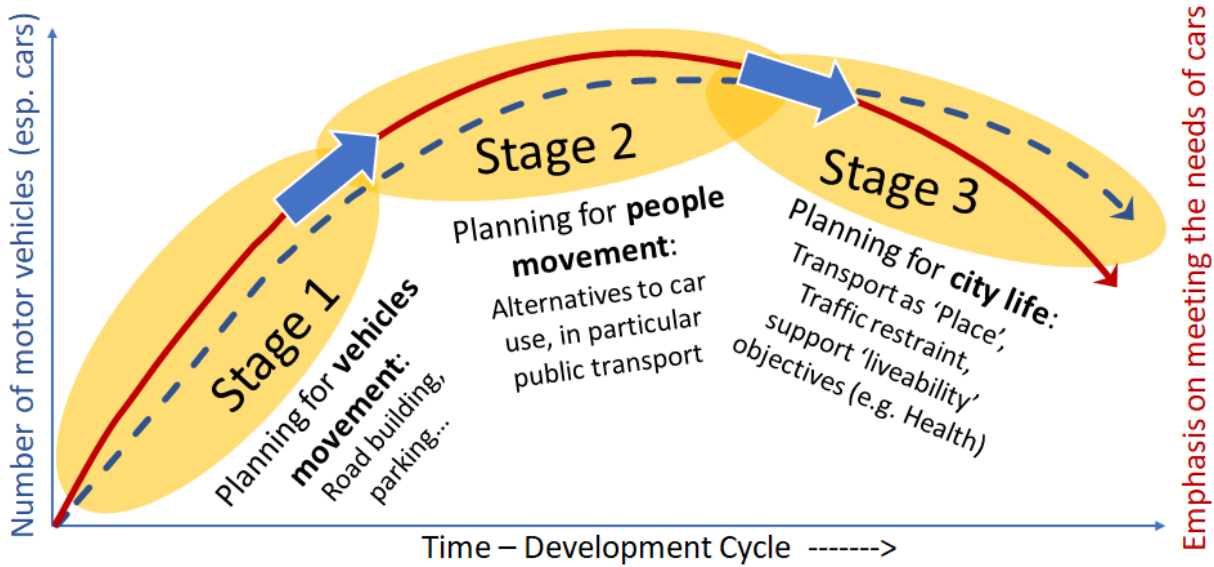 Number of motor vehicles (esp. cars)
Stage 1
Planning for vehicles
movement:
Road building,
parking...
Stage 2
Planning for people
movement:
Alternatives to car
use, in particular
public transport
Stage 3
Planning for city life:
Transport as ‘Place’,
Traffic restraint,
support ‘liveability’
objectives (e.g. Health)
Emphasis on meeting the needs of cars
Time – Development Cycle ------->